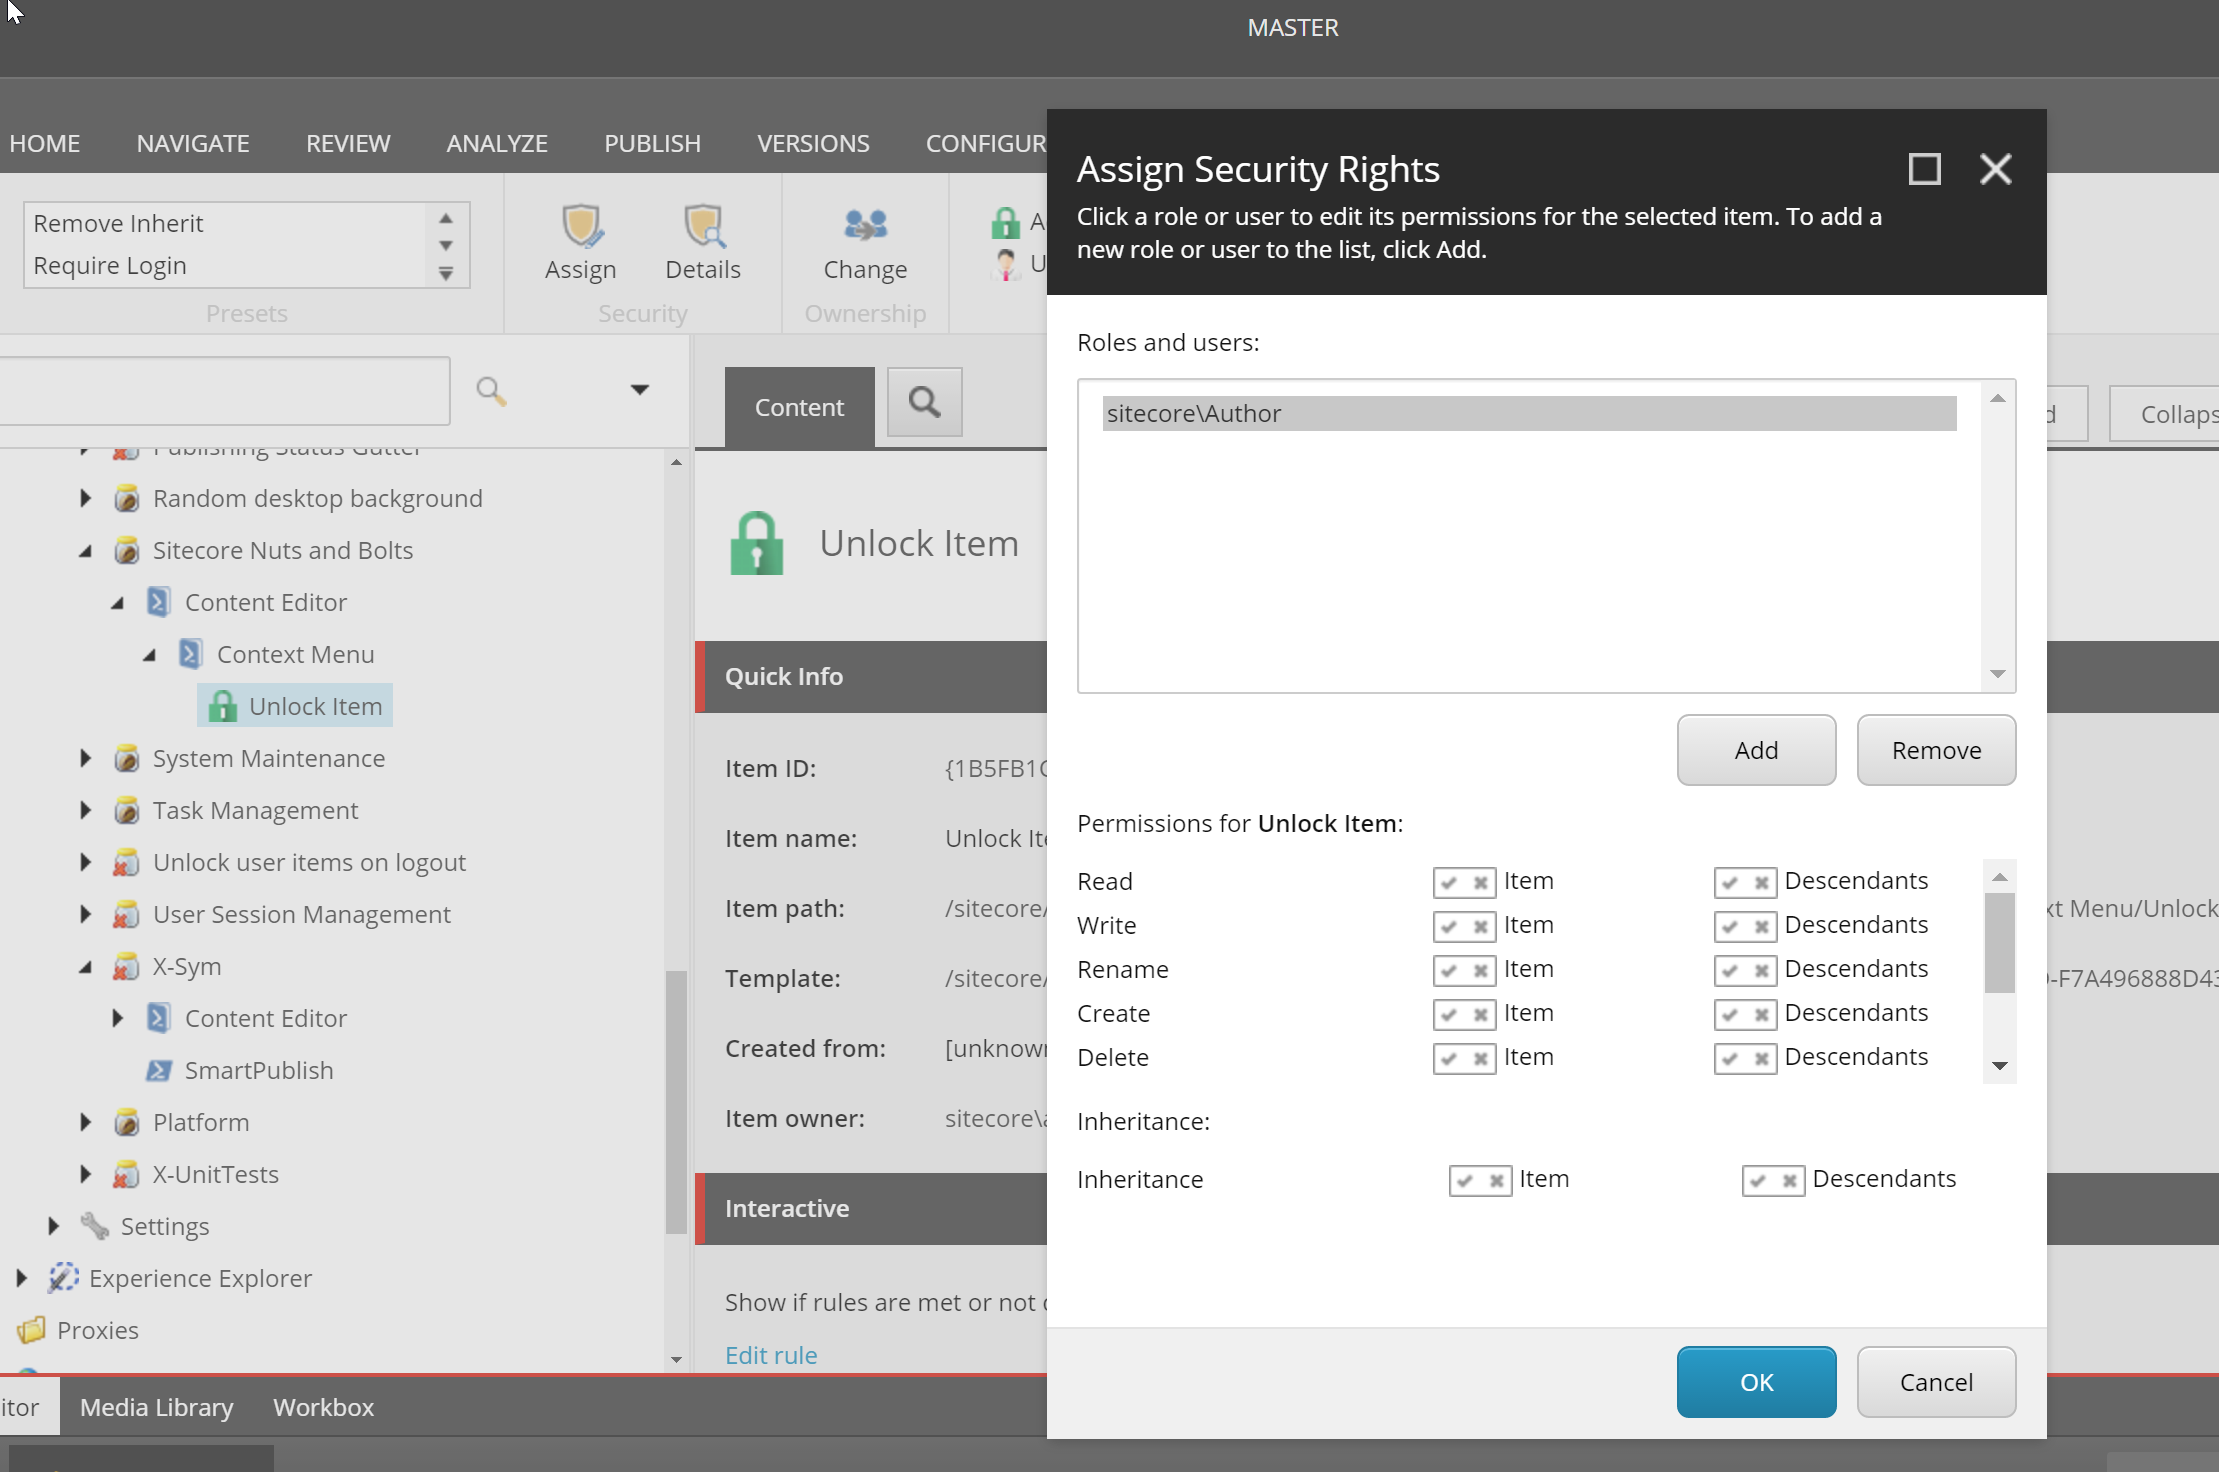 MASTER
HOME NAVIGATE REVIEW ANALYZE PUBLISH VERSIONS CONFIGUR
Remove Inherit
Require Login
Presets
Assign
Details
Security
Change
Ownership
A
U
Content
Publishing Status Gutter
Random desktop background
Sitecore Nuts and Bolts
Content Editor
Context Menu
Unlock Item
System Maintenance
Task Management
Unlock user items on logout
User Session Management
X-Sym
Content Editor
SmartPublish
Platform
X-UnitTests
Settings
Experience Explorer
Proxies
Unlock Item
Quick Info
Item ID: {1B5FB1
Item name: Unlock Ite
Item path: /sitecore/
Template: /sitecore/
Created from: [unknown
Item owner: sitecore\a
Interactive
Show if rules are met or not
Edit rule
Assign Security Rights
Click a role or user to edit its permissions for the selected item. To add a
new role or user to the list, click Add.
Roles and users:
sitecore\Author
Add Remove
Permissions for Unlock Item:
Read Item Descendants
Write Item Descendants
Rename Item Descendants
Create Item Descendants
Delete Item Descendants
Inheritance:
Inheritance Item Descendants
OK Cancel
d
Collaps
xt Menu/Unlock
-F7A496888D43
itor Media Library Workbox